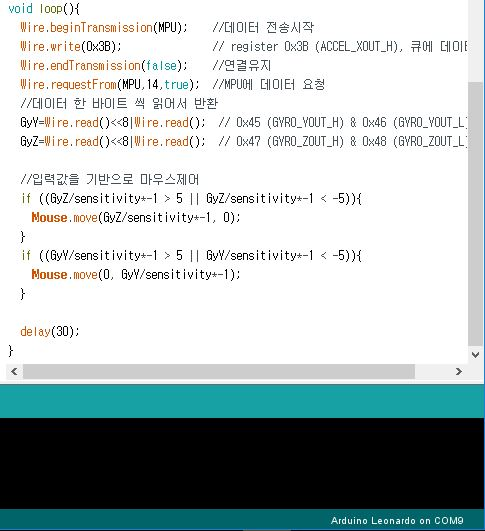 void loop(){
  Wire.beginTransmission(MPU);    //데이터 전송시작
  Wire.write(0x3B);               // register 0x3B (ACCEL_XOUT_H), 큐에 데이터
  Wire.endTransmission(false);    //연결유지
  Wire.requestFrom(MPU,14,true);  //MPU에 데이터 요청
  //데이터 한 바이트 씩 읽어서 반환
  GyY=Wire.read()<<8|Wire.read();  // 0x45 (GYRO_YOUT_H) & 0x46 (GYRO_YOUT_L)
  GyZ=Wire.read()<<8|Wire.read();  // 0x47 (GYRO_ZOUT_H) & 0x48 (GYRO_ZOUT_L)
  //입력값을 기반으로 마우스제어
  if ((GyZ/sensitivity*-1 > 5 || GyZ/sensitivity*-1 < -5)){
    Mouse.move(GyZ/sensitivity*-1, 0);
  }
  if ((GyY/sensitivity*-1 > 5 || GyY/sensitivity*-1 < -5)){
    Mouse.move(0, GyY/sensitivity*-1);
  }
  delay(30);
}
Arduino Leonardo on COM9